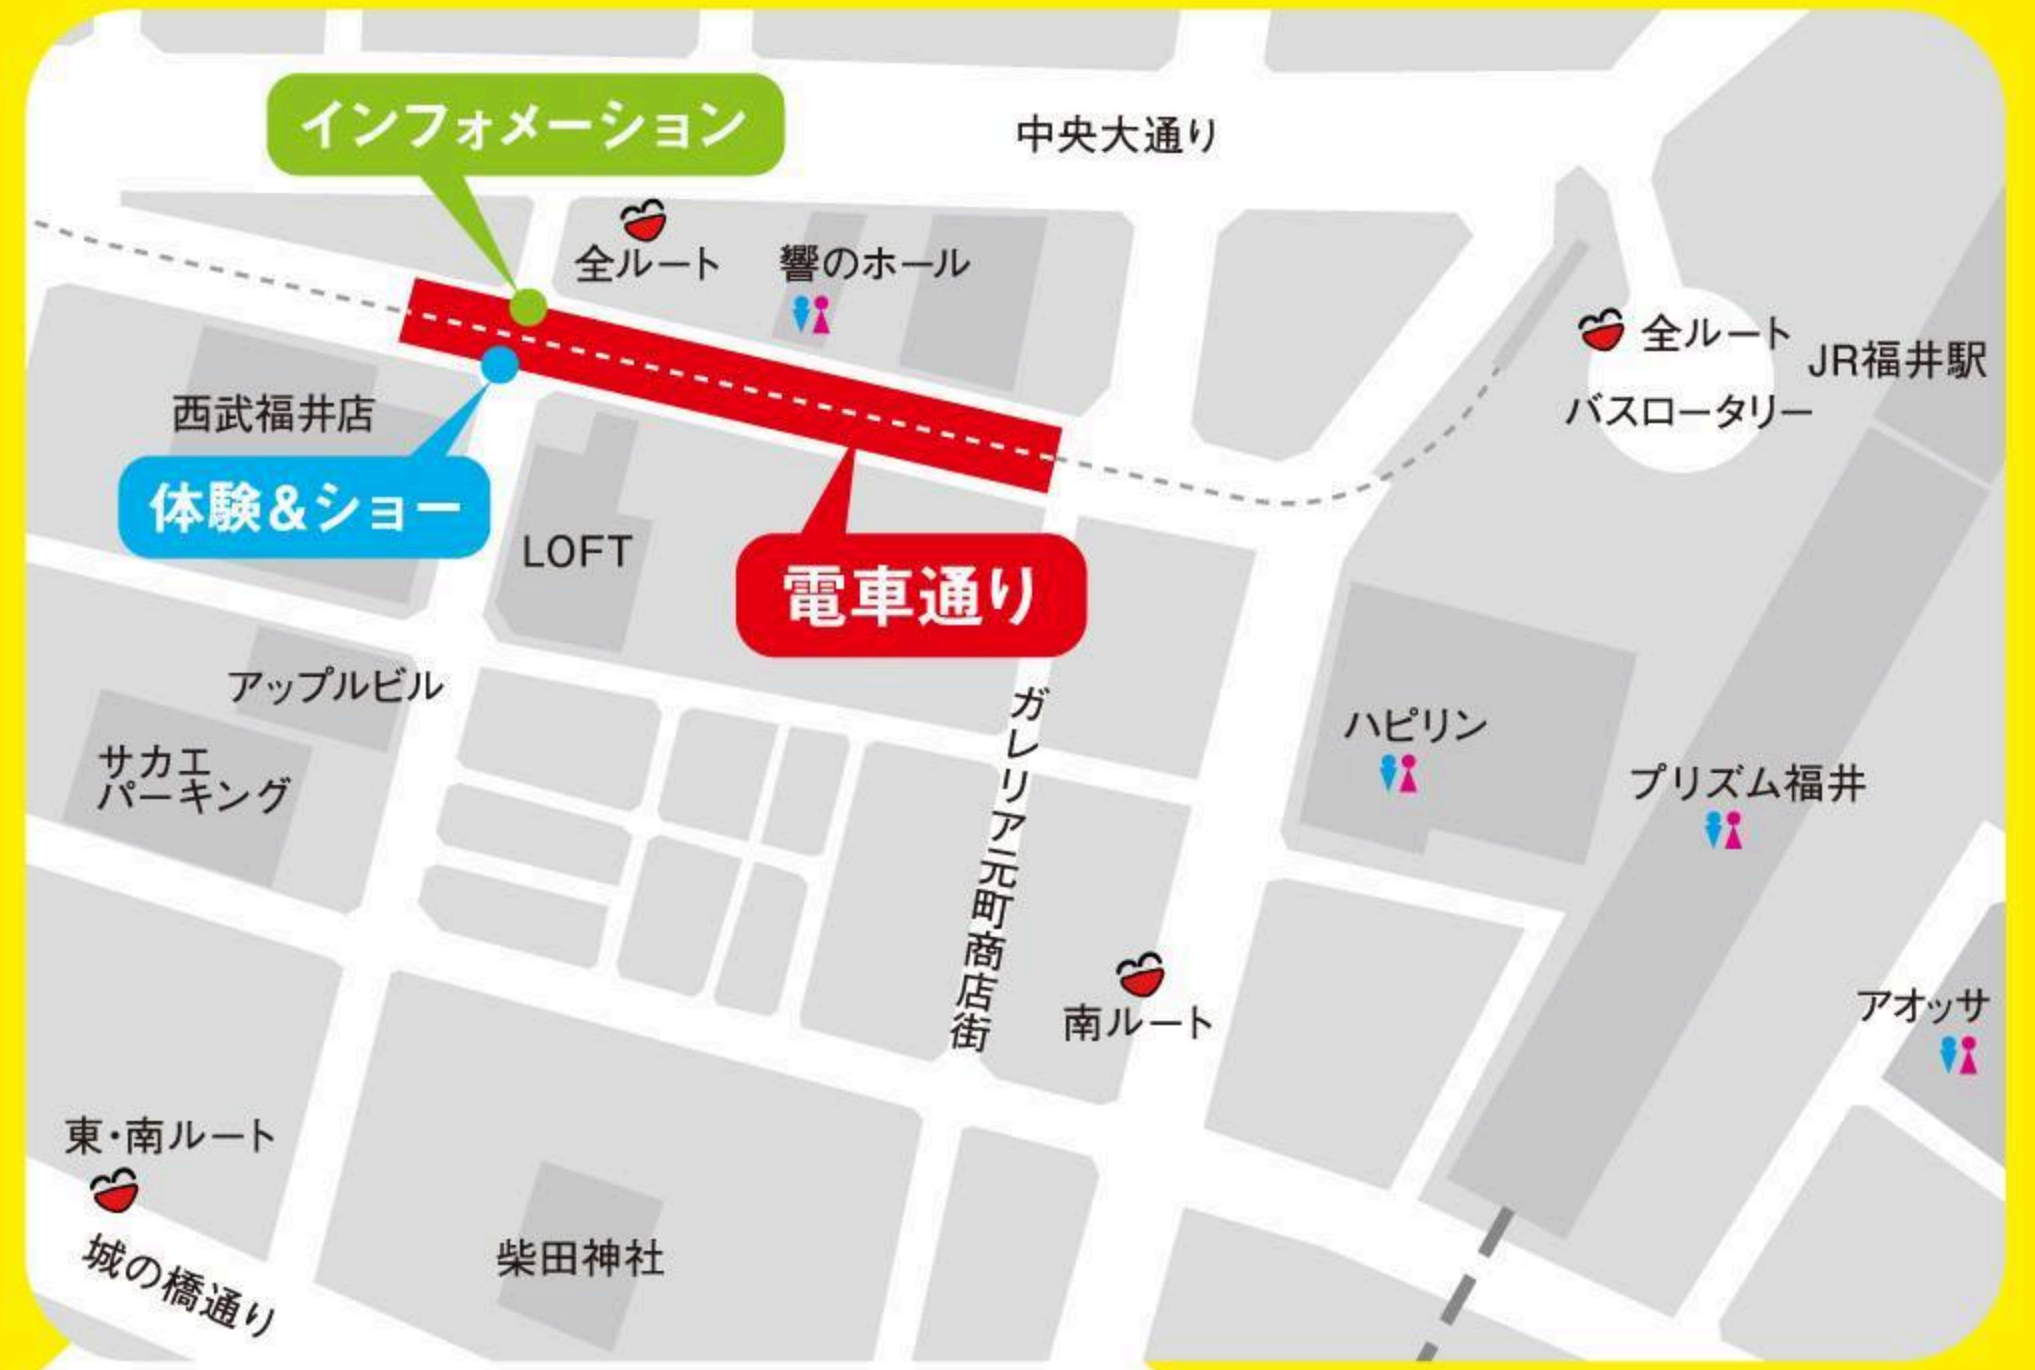 インフォメーション
中央大通り
全ルート
響のホール
全ルート
バスロータリー
JR福井駅
西武福井店
体験&ショー
LOFT
電車通り
アップルビル
サカエ
パーキング
ガレリア元町商店街
ハピリン
プリズム福井
南ルート
アオッサ
東・南ルート
城の橋通り
柴田神社